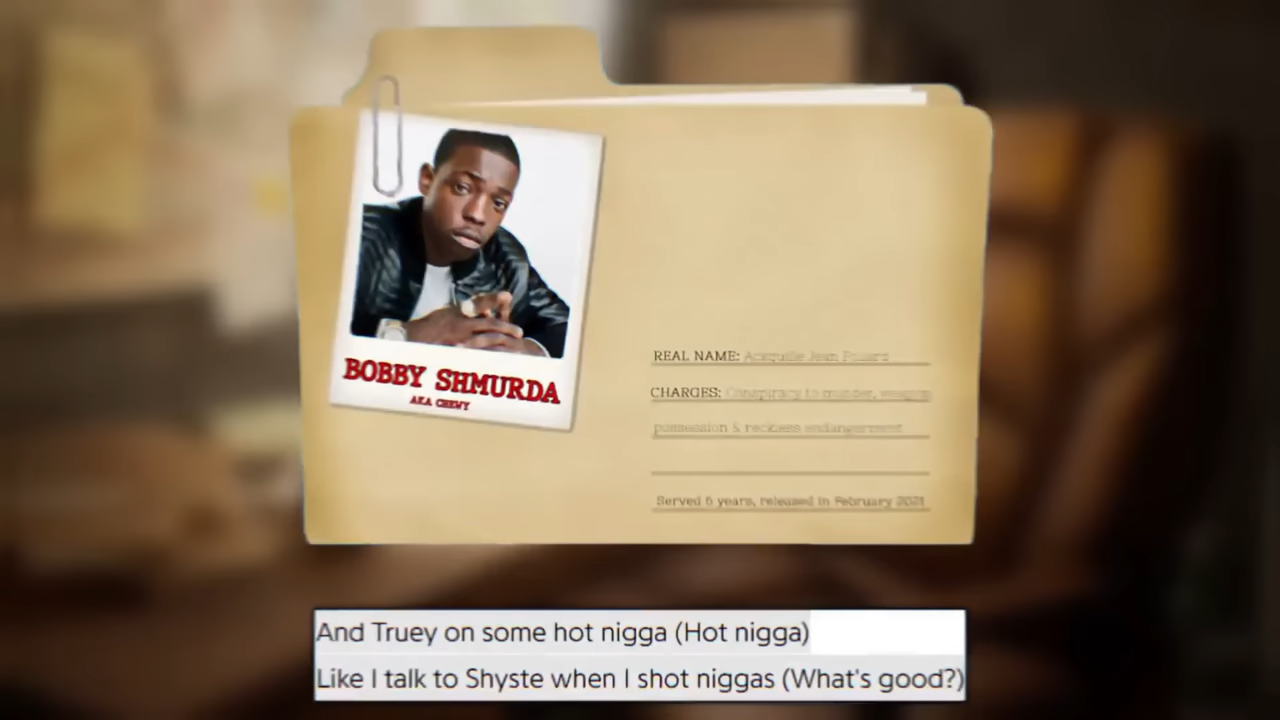 BOBBY SHMURDA
AKA CHEWY
REAL NAME: Ackquille Jean Pollard
CHARGES: Conspiracy to murder, weapon
possession & reckless endangerment
Served 6 years, released in February 2021
And Truey on some hot nigga (Hot nigga)
Like I talk to Shyste when I shot niggas (What's good?)